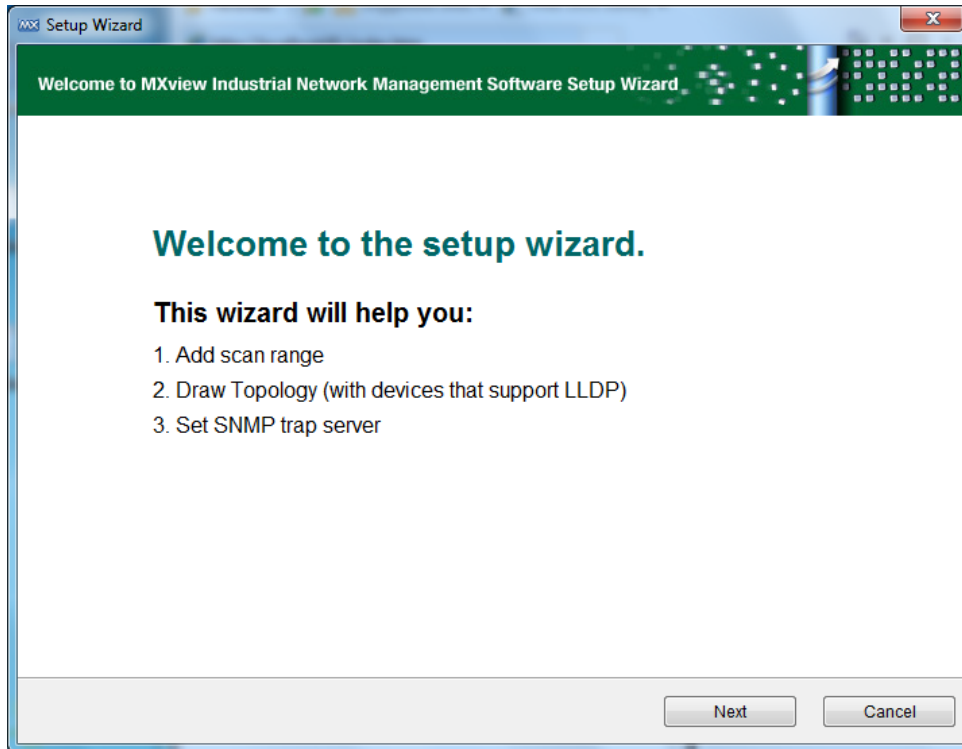 MX Setup Wizard
Welcome to MXview Industrial Network Management Software Setup Wizard
Welcome to the setup wizard.
This wizard will help you:
1. Add scan range
2. Draw Topology (with devices that support LLDP)
3. Set SNMP trap server
Next Cancel